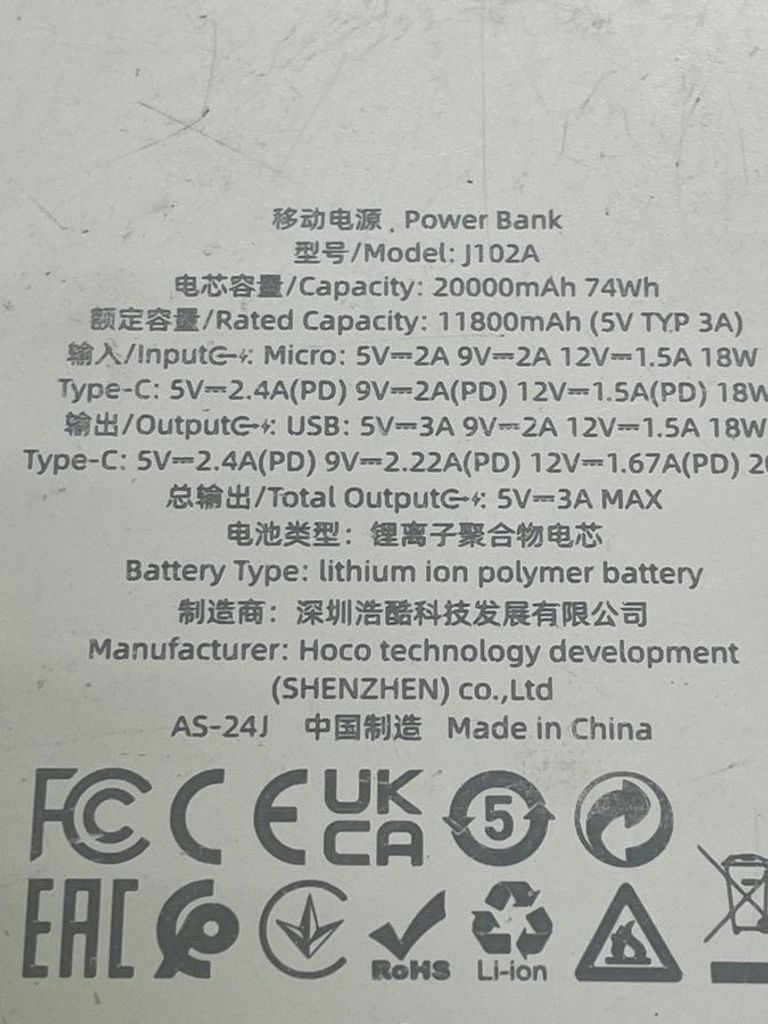 移动电源 . Power Bank
型号/Model: J102A
电芯容量/Capacity: 20000mAh 74Wh
额定容量/Rated Capacity: 11800mAh (5V TYP 3A)
输入/Input: Micro: 5V⎓2A 9V⎓2A 12V⎓1.5A 18W
Type-C: 5V⎓2.4A(PD) 9V⎓2A(PD) 12V⎓1.5A(PD) 18W
输出/Output: USB: 5V⎓3A 9V⎓2A 12V⎓1.5A 18W
Type-C: 5V⎓2.4A(PD) 9V⎓2.22A(PD) 12V⎓1.67A(PD)
总输出/Total Output: 5V⎓3A MAX
电池类型：锂离子聚合物电芯
Battery Type: lithium ion polymer battery
制造商：深圳浩酷科技发展有限公司
Manufacturer: Hoco technology development
(SHENZHEN) co.,Ltd
AS-24J 中国制造 Made in China
FC CE UK CA 5
EAC RoHS Li-ion